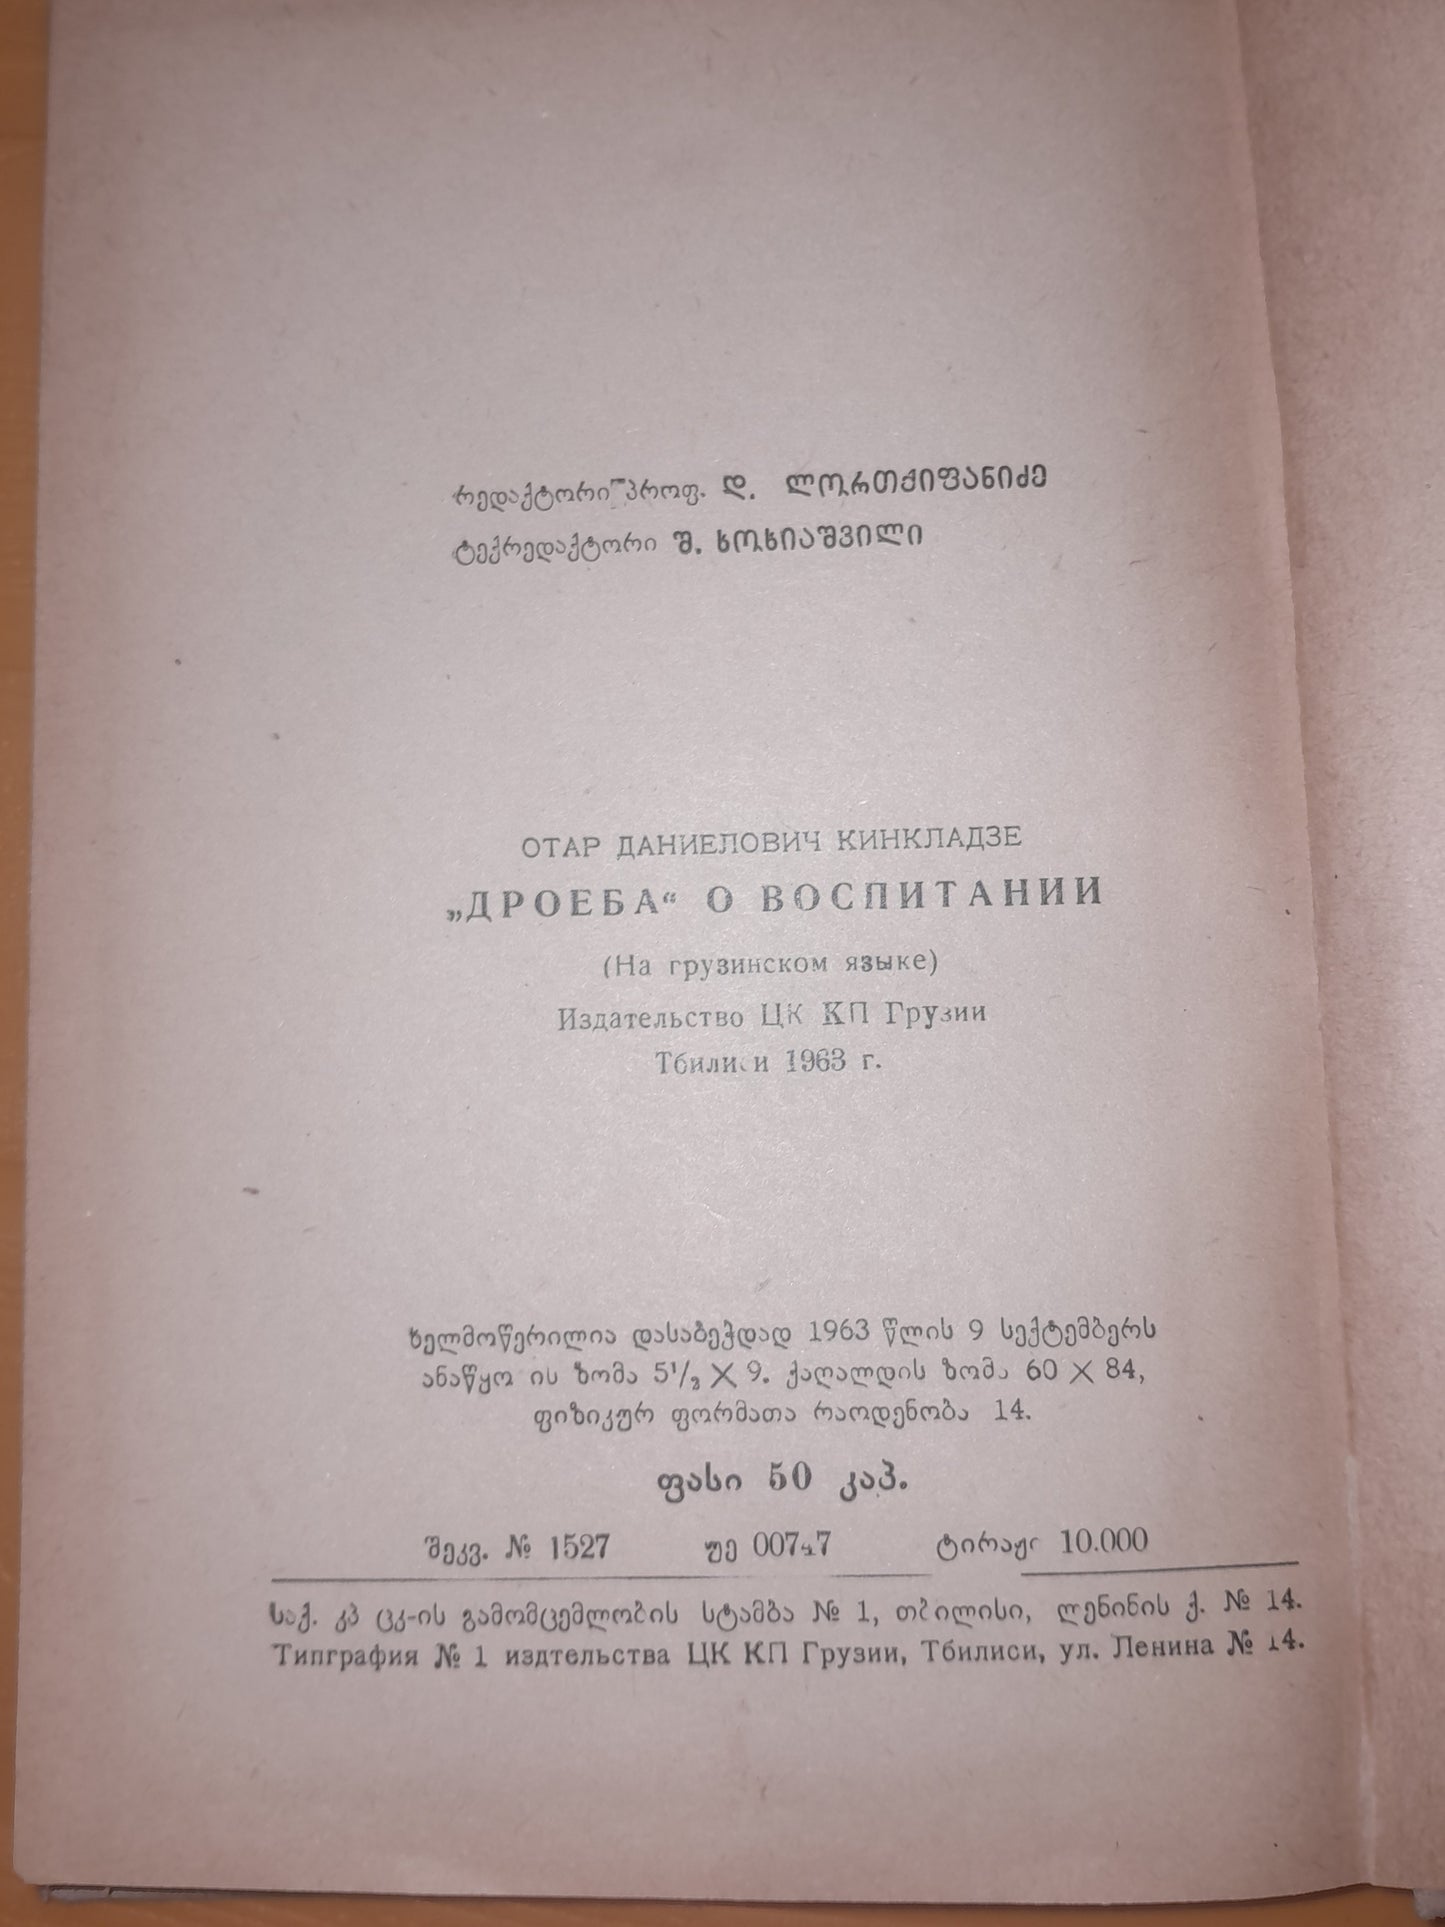 რედაქტორი პროფ. დ. ლორთქიფანიძე
ტექრედაქტორი შ. ხოხიაშვილი
ОТАР ДАНИЕЛОВИЧ КИНКЛАДЗЕ
„ДРОЕБА“ О ВОСПИТАНИИ
(На грузинском языке)
Издательство ЦК КП Грузии
Тбилиси 1963 г.
ხელმოწერილია დასაბეჭდად 1963 წლის 9 სექტემბერს
ანაწყობის ზომა 5½ × 9. ქაღალდის ზომა 60 × 84,
ფიზიკურ ფორმათა რაოდენობა 14.
ფასი 50 კაპ.
შეკვ. № 1527 უე ტირაჟი 10.000
საქ. კპ ცკ-ის გამომცემლობის სტამბა № 1, თბილისი, ლენინის ქ. № 14.
Типграфия № 1 издтельства ЦК КП Грузии, Тбилиси, ул. Ленина № 14.